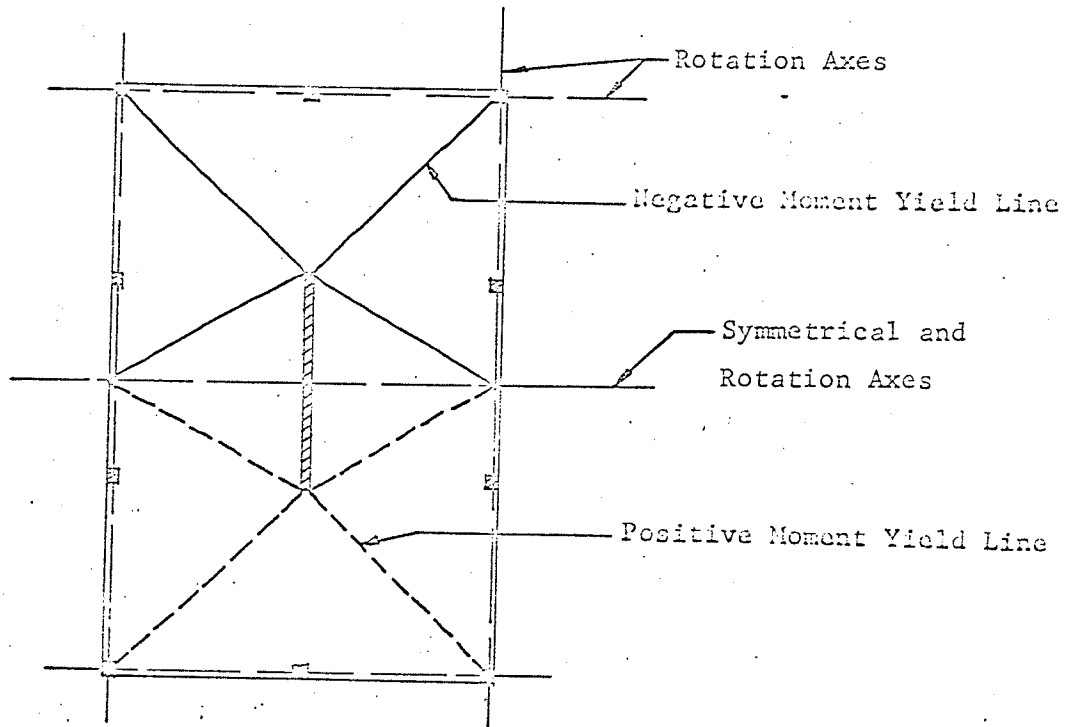 Rotation Axes
Negative Moment Yield Line
Symmetrical and
Rotation Axes
Positive Moment Yield Line